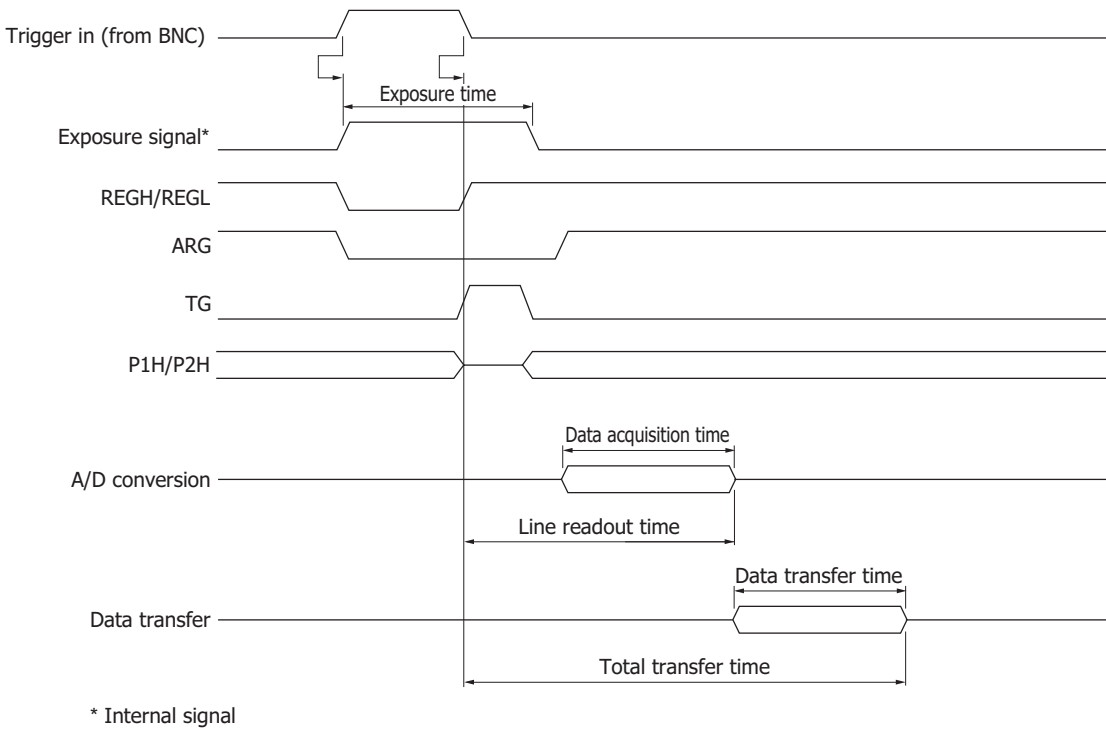 Trigger in (from BNC)
Exposure time
Exposure signal*
REGH/REGL
ARG
TG
P1H/P2H
Data acquisition time
A/D conversion
Line readout time
Data transfer time
Data transfer
Total transfer time
* Internal signal